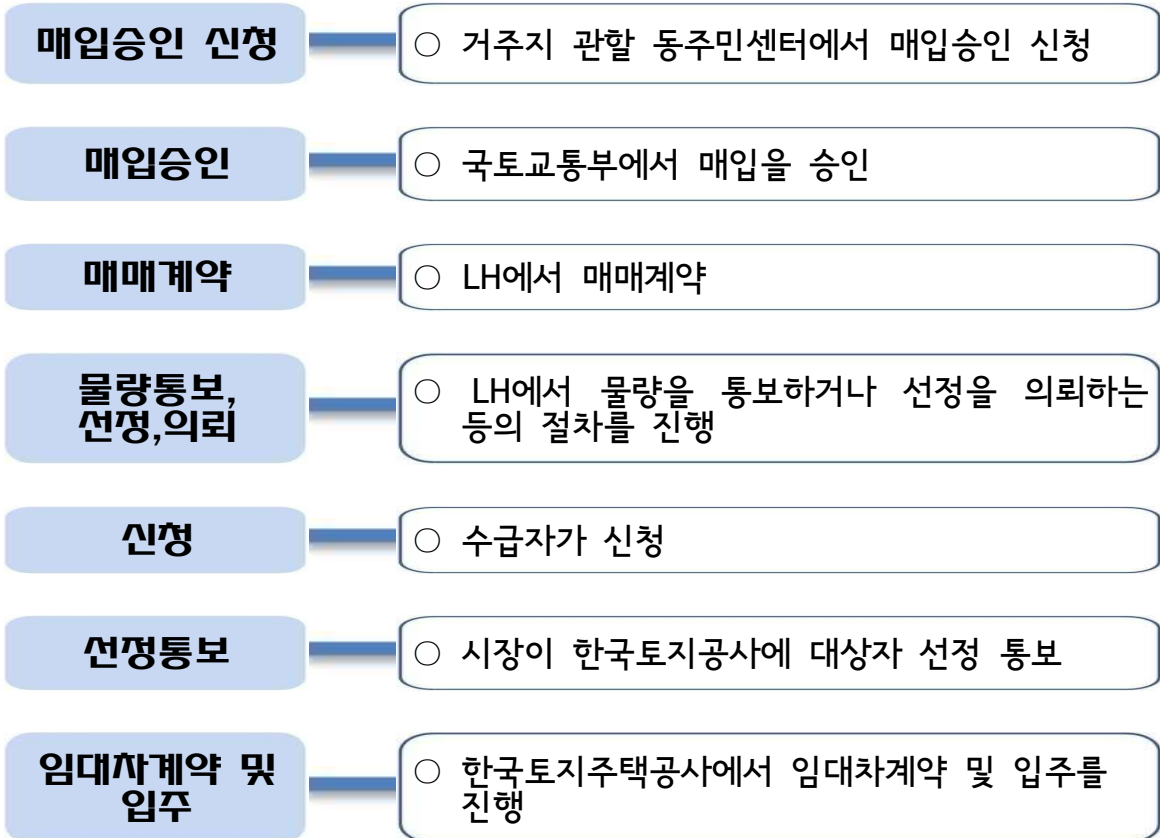 매입승인 신청
○ 거주지 관할 동주민센터에서 매입승인 신청
매입승인
○ 국토교통부에서 매입을 승인
매매계약
○ LH에서 매매계약
물량통보,
선정,의뢰
○ LH에서 물량을 통보하거나 선정을 의뢰하는
등의 절차를 진행
신청
○ 수급자가 신청
선정통보
○ 시장이 한국토지공사에 대상자 선정 통보
임대차계약 및
입주
○ 한국토지주택공사에서 임대차계약 및 입주를
진행